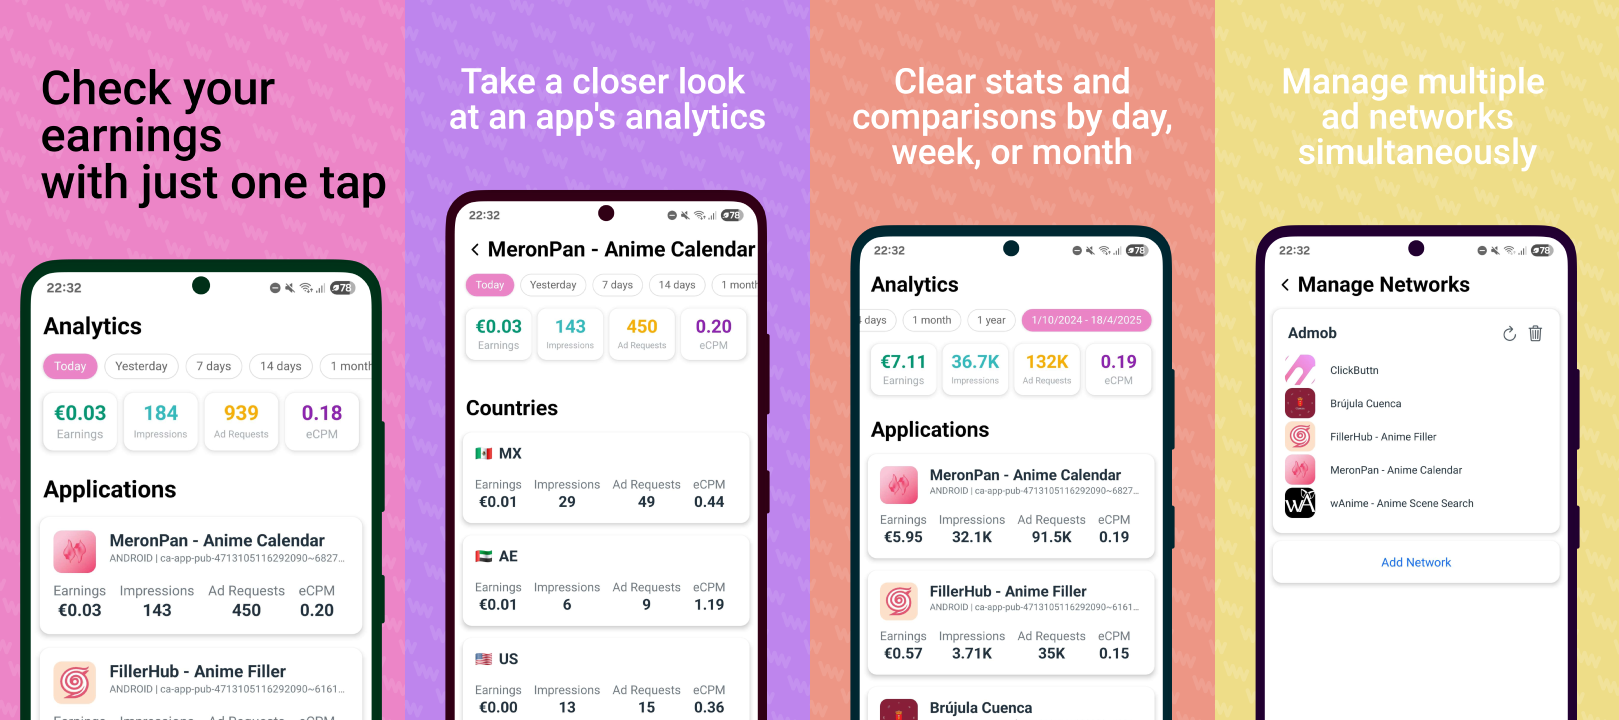 Check your
earnings
with just one tap
22:32
78
Analytics
Today
Yesterday
7 days
14 days
1 month
€0.03
Earnings
184
Impressions
939
Ad Requests
0.18
eCPM
Applications
MeronPan - Anime Calendar
ANDROID | ca-app-pub-4713105116292090~6827...
Earnings Impressions Ad Requests eCPM
€0.03 143 450 0.20
FillerHub - Anime Filler
ANDROID | ca-app-pub-4713105116292090~6161...
Earnings Impressions Ad Requests eCPM
Take a closer look
at an app's analytics
22:32
78
MeronPan - Anime Calendar
Today
Yesterday
7 days
14 days
1 month
€0.03
Earnings
143
Impressions
450
Ad Requests
0.20
eCPM
Countries
MX
Earnings Impressions Ad Requests eCPM
€0.01 29 49 0.44
AE
Earnings Impressions Ad Requests eCPM
€0.01 6 9 1.19
US
Earnings Impressions Ad Requests eCPM
€0.00 13 15 0.36
Clear stats and
comparisons by day,
week, or month
22:32
78
Analytics
days
1 month
1 year
1/10/2024 - 18/4/2025
€7.11
Earnings
36.7K
Impressions
132K
Ad Requests
0.19
eCPM
Applications
MeronPan - Anime Calendar
ANDROID | ca-app-pub-4713105116292090~6827...
Earnings Impressions Ad Requests eCPM
€5.95 32.1K 91.5K 0.19
FillerHub - Anime Filler
ANDROID | ca-app-pub-4713105116292090~6161...
Earnings Impressions Ad Requests eCPM
€0.57 3.71K 35K 0.15
Brújula Cuenca
Manage multiple
ad networks
simultaneously
22:32
78
Manage Networks
Admob
ClickButtn
Brújula Cuenca
FillerHub - Anime Filler
MeronPan - Anime Calendar
wA
wAnime - Anime Scene Search
Add Network